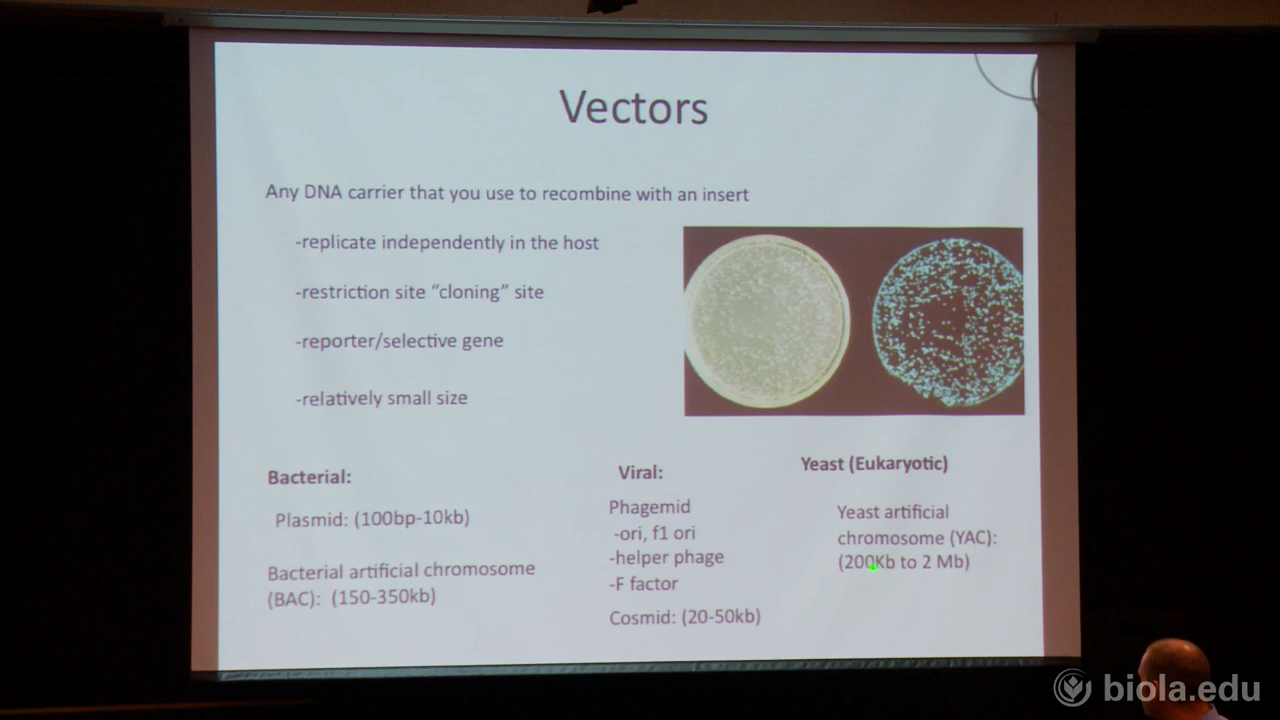 Vectors
Any DNA carrier that you use to recombine with an insert
-replicate independently in the host
-restriction site “cloning” site
-reporter/selective gene
-relatively small size
Bacterial:
Plasmid: (100bp-10kb)
Bacterial artificial chromosome
(BAC): (150-350kb)
Viral:
Phagemid
-ori, f1 ori
-helper phage
-F factor
Cosmid: (20-50kb)
Yeast (Eukaryotic)
Yeast artificial
chromosome (YAC):
(200Kb to 2 Mb)
biola.edu